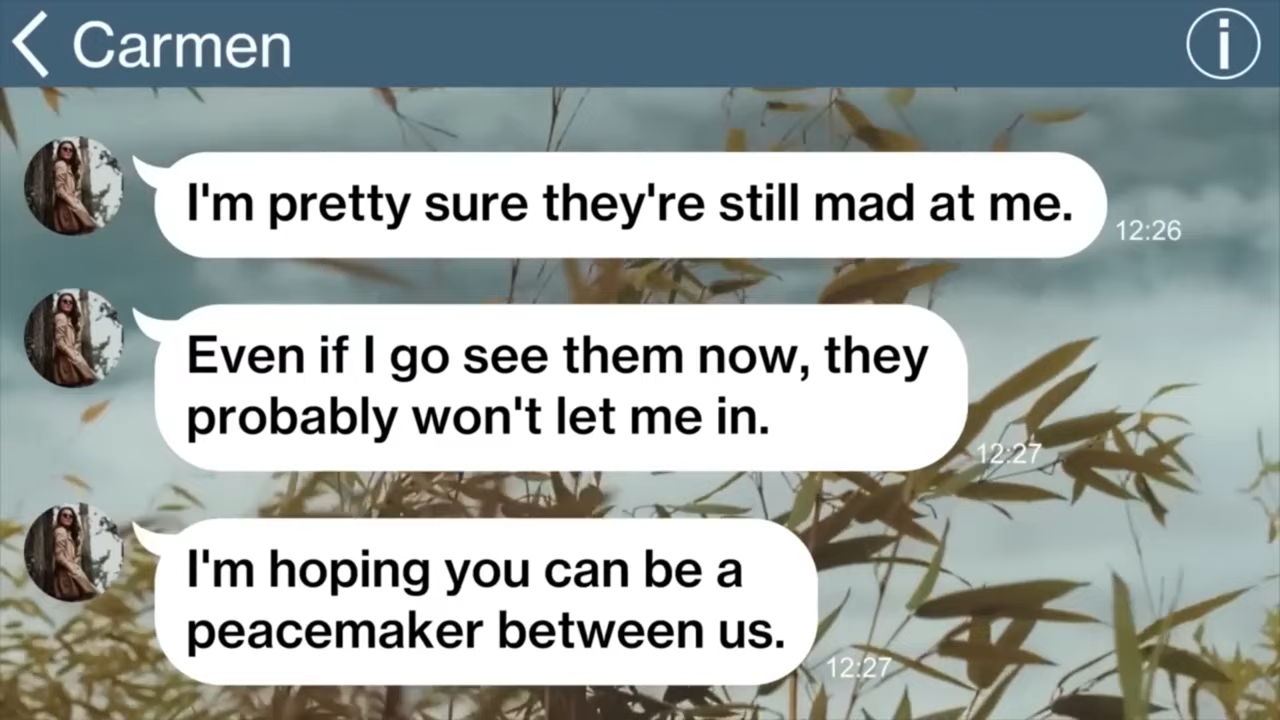 Carmen
I'm pretty sure they're still mad at me.
12:26
Even if I go see them now, they
probably won't let me in.
12:27
I'm hoping you can be a
peacemaker between us.
12:27